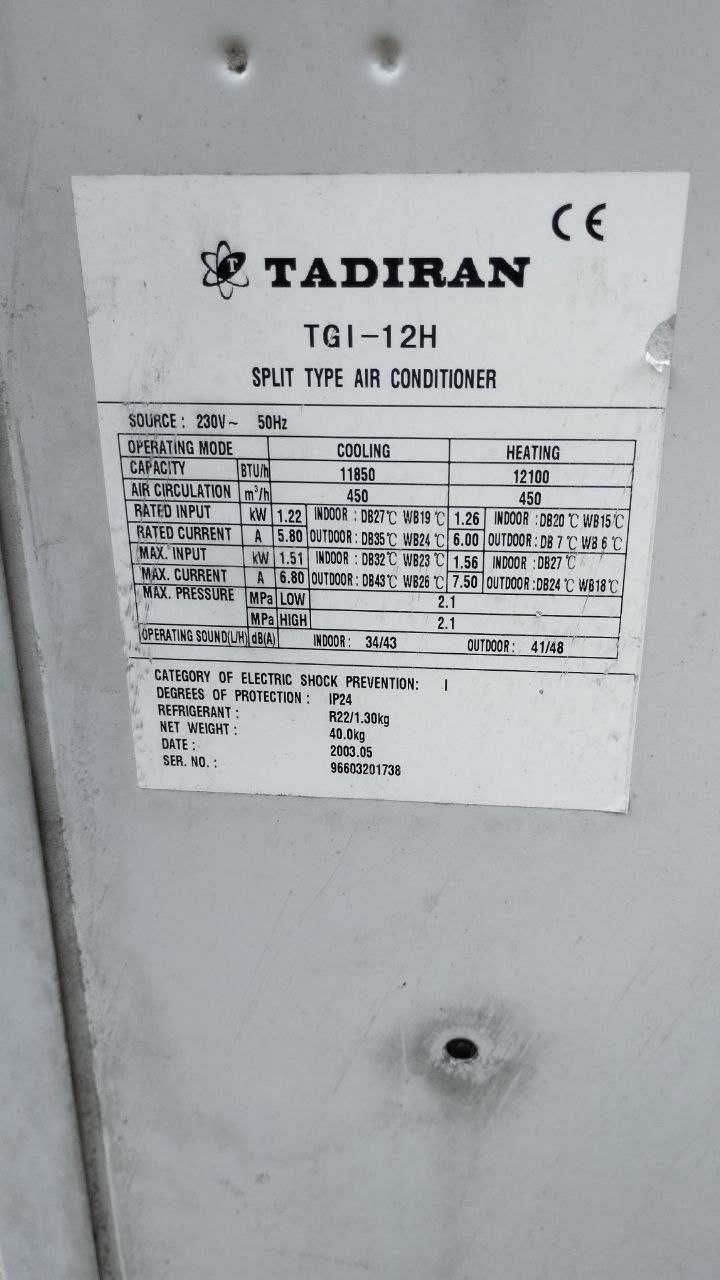 CE
T TADIRAN
TGI-12H
SPLIT TYPE AIR CONDITIONER
SOURCE: 230V~ 50Hz
OPERATING MODE COOLING HEATING
CAPACITY BTU/h 11850 12100
AIR CIRCULATION m³/h 450 450
RATED INPUT kW 1.22 INDOOR : DB27℃ WB19 ℃ 1.26 INDOOR :DB20 ℃ WB15℃
RATED CURRENT A 5.80 OUTDOOR : DB35℃ WB24 ℃ 6.00 OUTDOOR: DB 7 ℃ WB 6 ℃
MAX. INPUT kW 1.51 INDOOR : DB32℃ WB23 ℃ 1.56 INDOOR :DB27 ℃
MAX. CURRENT A 6.80 OUTDOOR : DB43℃ WB26 ℃ 7.50 OUTDOOR:DB24 ℃ WB18℃
MAX. PRESSURE MPa LOW 2.1
MPa HIGH 2.1
OPERATING SOUND(L/H) dB(A) INDOOR: 34/43 OUTDOOR: 41/48
CATEGORY OF ELECTRIC SHOCK PREVENTION: I
DEGREES OF PROTECTION : IP24
REFRIGERANT : R22/1.30kg
NET WEIGHT: 40.0kg
DATE : 2003.05
SER. NO. : 96603201738